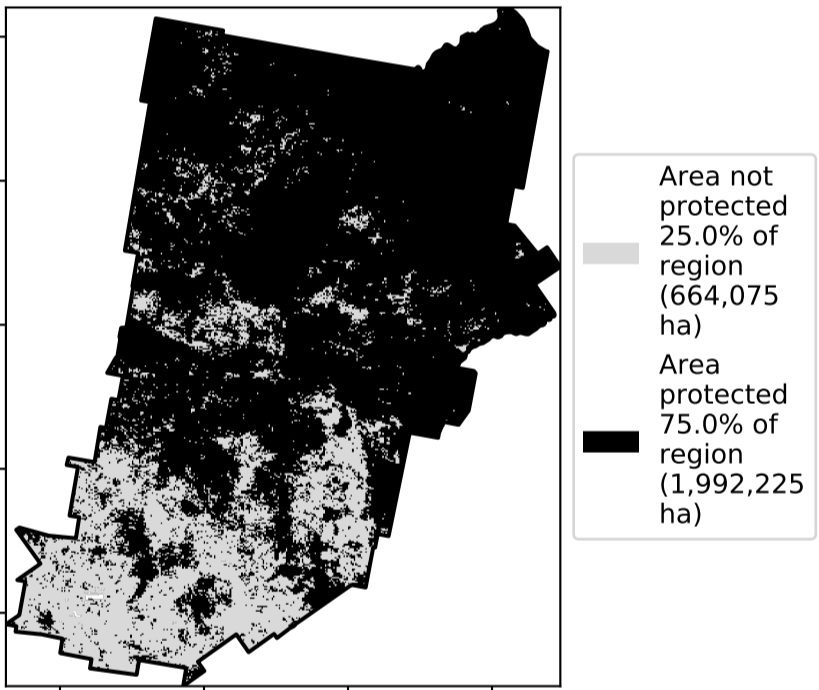 Area not
protected
25.0% of
region
(664,075
ha)
Area
protected
75.0% of
region
(1,992,225
ha)